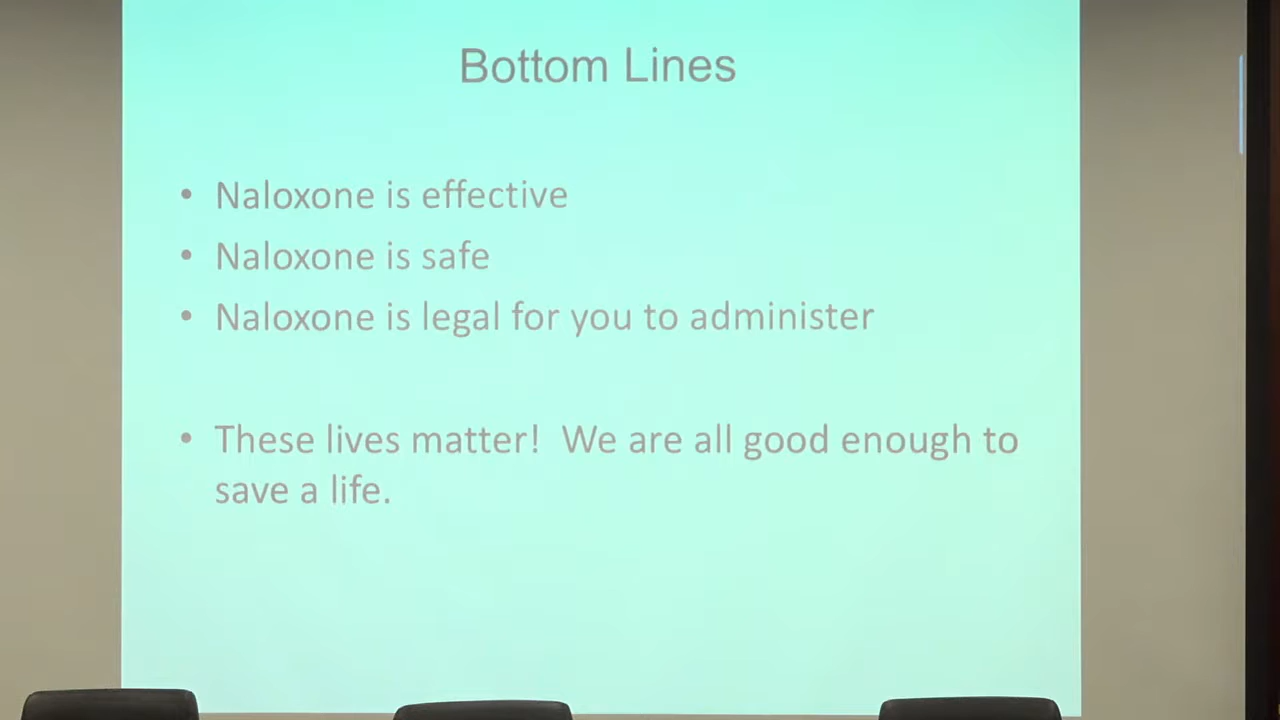 Bottom Lines
• Naloxone is effective
• Naloxone is safe
• Naloxone is legal for you to administer
• These lives matter!  We are all good enough to
save a life.